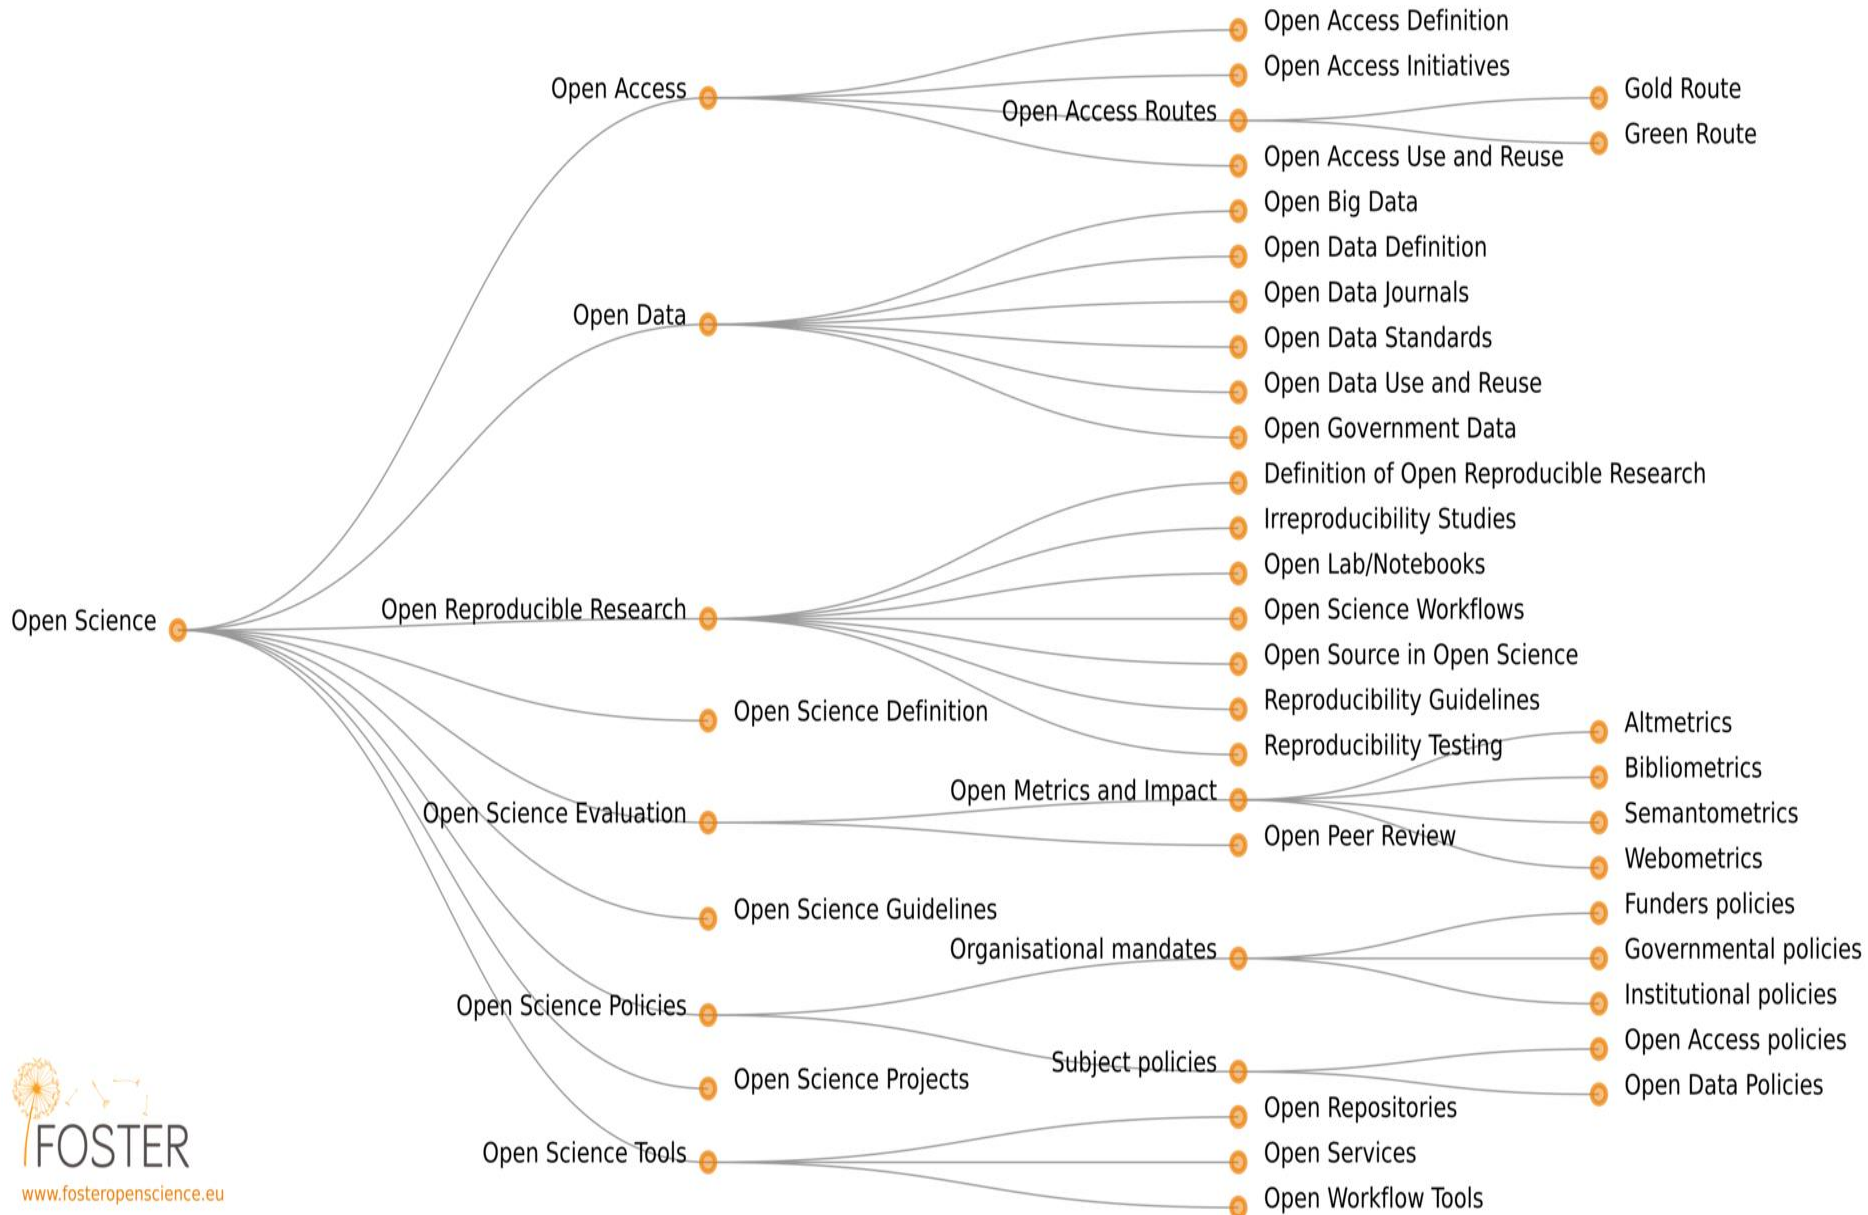 Open Science
Open Access
Open Access Definition
Open Access Initiatives
Open Access Routes
Gold Route
Green Route
Open Access Use and Reuse
Open Data
Open Big Data
Open Data Definition
Open Data Journals
Open Data Standards
Open Data Use and Reuse
Open Government Data
Open Reproducible Research
Definition of Open Reproducible Research
Irreproducibility Studies
Open Lab/Notebooks
Open Science Workflows
Open Source in Open Science
Reproducibility Guidelines
Reproducibility Testing
Open Science Definition
Open Science Evaluation
Open Metrics and Impact
Altmetrics
Bibliometrics
Semantometrics
Webometrics
Open Peer Review
Open Science Guidelines
Open Science Policies
Organisational mandates
Funders policies
Governmental policies
Institutional policies
Subject policies
Open Access policies
Open Data Policies
Open Science Projects
Open Science Tools
Open Repositories
Open Services
Open Workflow Tools
FOSTER
www.fosteropenscience.eu